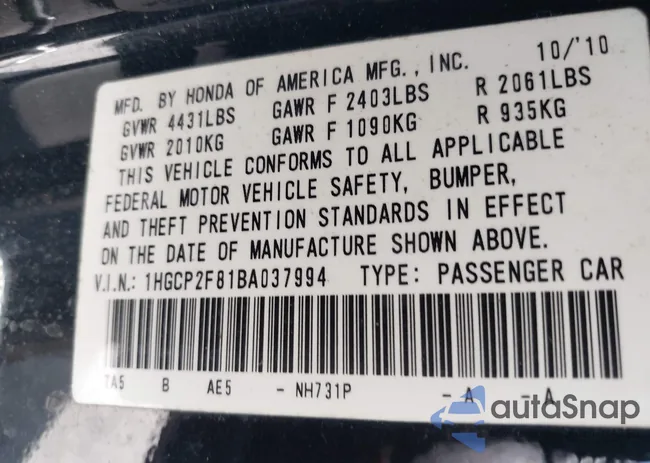 MFD. BY HONDA OF AMERICA MFG., INC. 10/'10
GVWR 4431LBS GAWR F 2403LBS R 2061LBS
GVWR 2010KG GAWR F 1090KG R 935KG
THIS VEHICLE CONFORMS TO ALL APPLICABLE
FEDERAL MOTOR VEHICLE SAFETY, BUMPER,
AND THEFT PREVENTION STANDARDS IN EFFECT
ON THE DATE OF MANUFACTURE SHOWN ABOVE.
V.I.N.: 1HGCP2F81BA037994 TYPE: PASSENGER CAR
TA5 B AE5 - NH731P -A -A
autoSnap